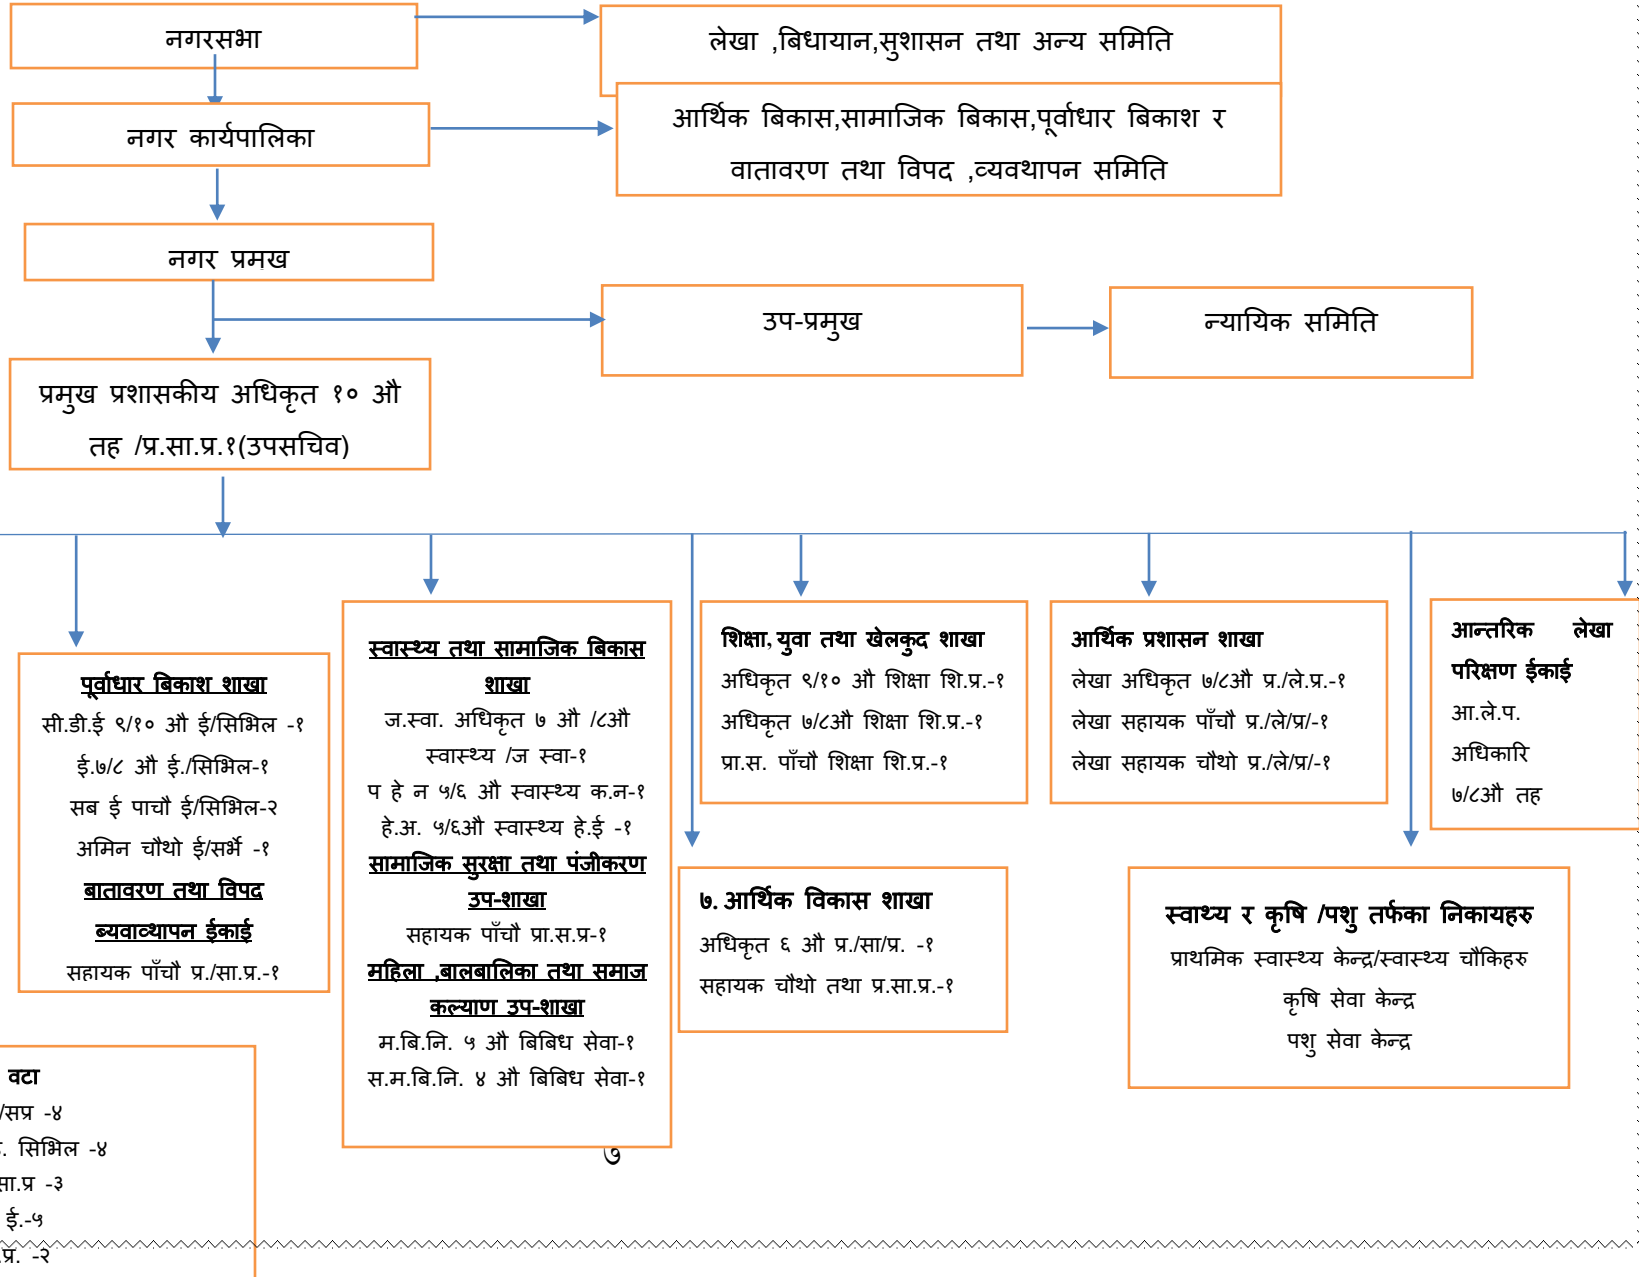 नगरसभा
लेखा ,बिधायान,सुशासन तथा अन्य समिति
नगर कार्यपालिका
आर्थिक बिकास,सामाजिक बिकास,पूर्वाधार बिकाश र
वातावरण तथा विपद ,व्यवथापन समिति
नगर प्रमुख
उप-प्रमुख
न्यायिक समिति
प्रमुख प्रशासकीय अधिकृत १० औ
तह /प्र.सा.प्र.१(उपसचिव)
पूर्वाधार बिकाश शाखा
सी.डी.ई ९/१० औ ई/सिभिल -१
ई.७/८ औ ई./सिभिल-१
सब ई पाचौ ई/सिभिल-२
अमिन चौथो ई/सर्भे -१
बातावरण तथा विपद
ब्यवाव्थापन ईकाई
सहायक पाँचौ प्र./सा.प्र.-१
स्वास्थ्य तथा सामाजिक बिकास
शाखा
ज.स्वा. अधिकृत ७ औ /८औ
स्वास्थ्य /ज स्वा-१
प हे न ५/६ औ स्वास्थ्य क.न-१
हे.अ. ५/६औ स्वास्थ्य हे.ई -१
सामाजिक सुरक्षा तथा पंजीकरण
उप-शाखा
सहायक पाँचौ प्रा.स.प्र-१
महिला ,बालबालिका तथा समाज
कल्याण उप-शाखा
म.बि.नि. ५ औ बिबिध सेवा-१
स.म.बि.नि. ४ औ बिबिध सेवा-१
शिक्षा, युवा तथा खेलकुद शाखा
अधिकृत ९/१० औ शिक्षा शि.प्र.-१
अधिकृत ७/८औ शिक्षा शि.प्र.-१
प्रा.स. पाँचौ शिक्षा शि.प्र.-१
आर्थिक प्रशासन शाखा
लेखा अधिकृत ७/८औ प्र./ले.प्र.-१
लेखा सहायक पाँचौ प्र./ले/प्र/-१
लेखा सहायक चौथो प्र./ले/प्र/-१
आन्तरिक लेखा
परिक्षण ईकाई
आ.ले.प.
अधिकारि
७/८औ तह
७. आर्थिक विकास शाखा
अधिकृत ६ औ प्र./सा/प्र. -१
सहायक चौथो तथा प्र.सा.प्र.-१
स्वाथ्य र कृषि /पशु तर्फका निकायहरु
प्राथमिक स्वास्थ्य केन्द्र/स्वास्थ्य चौकिहरु
कृषि सेवा केन्द्र
पशु सेवा केन्द्र
वटा
/सप्र -४
. सिभिल -४
सा.प्र -३
ई.-५
.प्र. -२
७